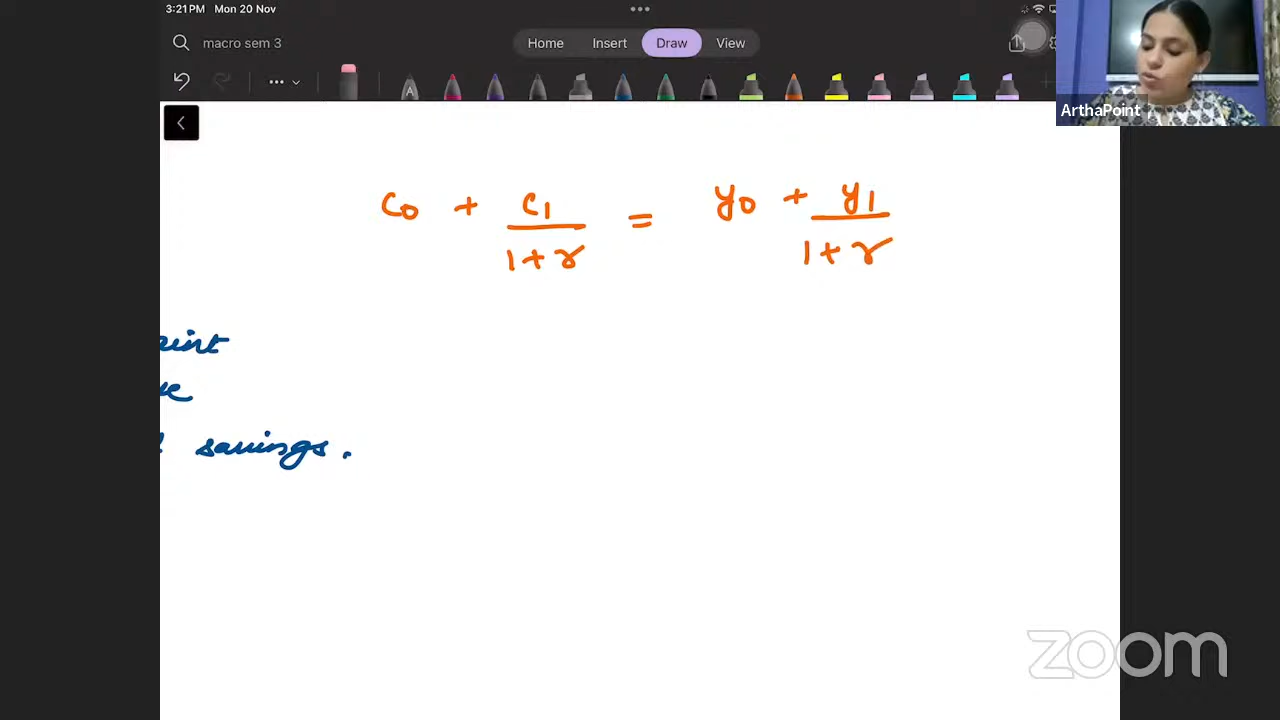 3:21 PM Mon 20 Nov
macro sem 3
Home Insert Draw View
A
ArthaPoint
c0 + c1/1+r = y0 + y1/1+r
savings.
zoom